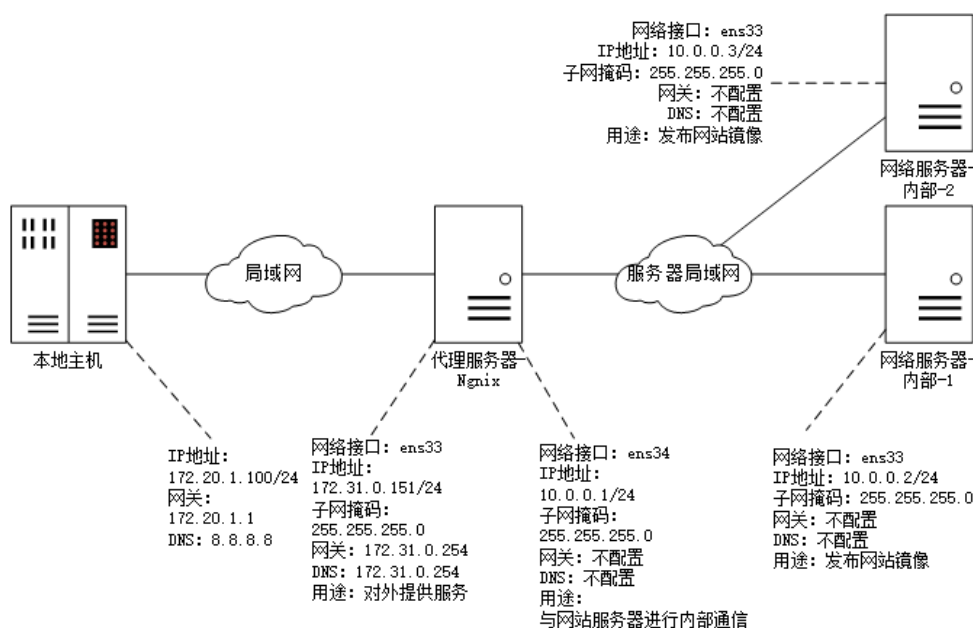 网络接口：ens33
IP地址：10.0.0.3/24
子网掩码：255.255.255.0
网关：不配置
DNS：不配置
用途：发布网站镜像
网络服务器-
内部-2
局域网
服务器局域网
本地主机
代理服务器-
Ngnix
网络服务器-
内部-1
IP地址：
172.20.1.100/24
网关：
172.20.1.1
DNS：8.8.8.8
网络接口：ens33
IP地址：
172.31.0.151/24
子网掩码：
255.255.255.0
网关：172.31.0.254
DNS：172.31.0.254
用途：对外提供服务
网络接口：ens34
IP地址：
10.0.0.1/24
子网掩码：
255.255.255.0
网关：不配置
DNS：不配置
用途：
与网站服务器进行内部通信
网络接口：ens33
IP地址：10.0.0.2/24
子网掩码：255.255.255.0
网关：不配置
DNS：不配置
用途：发布网站镜像